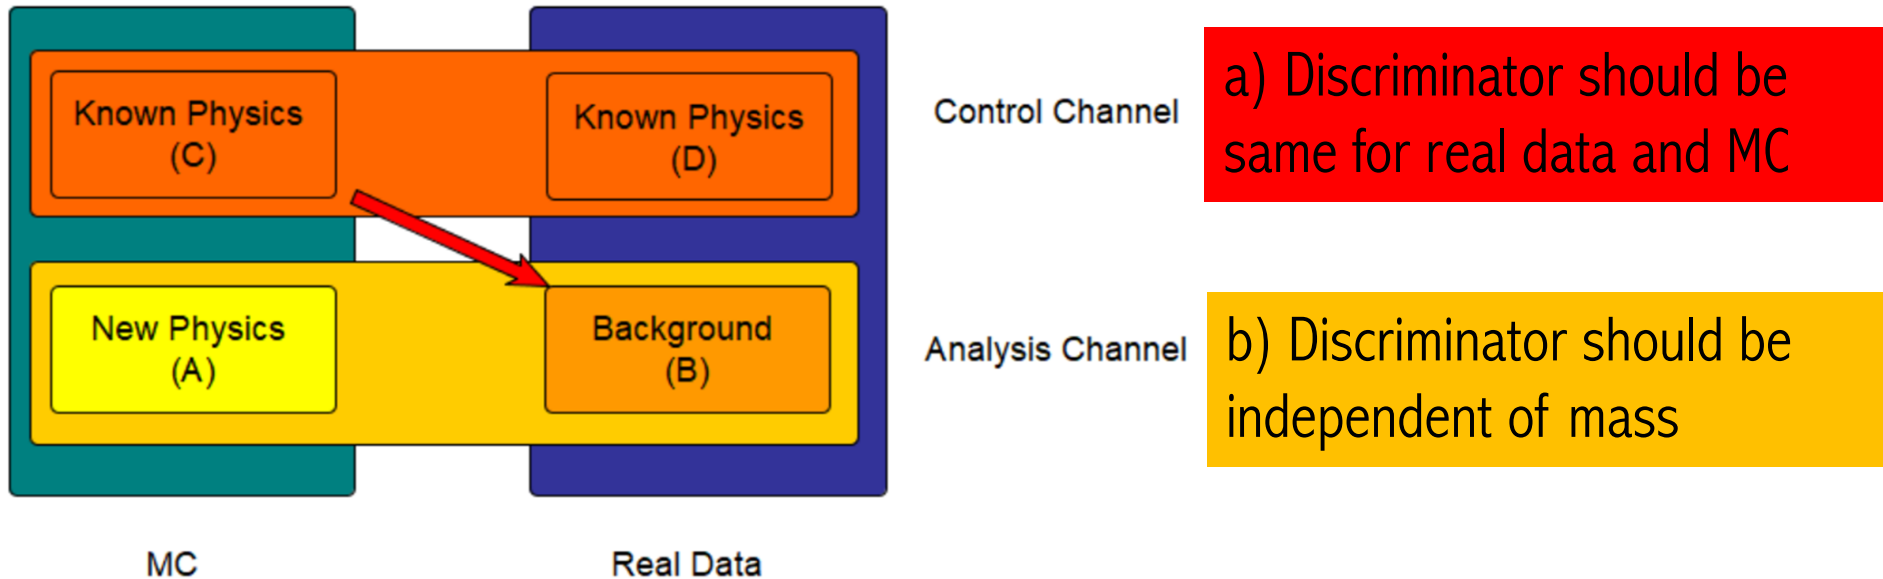 Known Physics
(C)
Known Physics
(D)
Control Channel
a) Discriminator should be
same for real data and MC
New Physics
(A)
Background
(B)
Analysis Channel
b) Discriminator should be
independent of mass
MC
Real Data